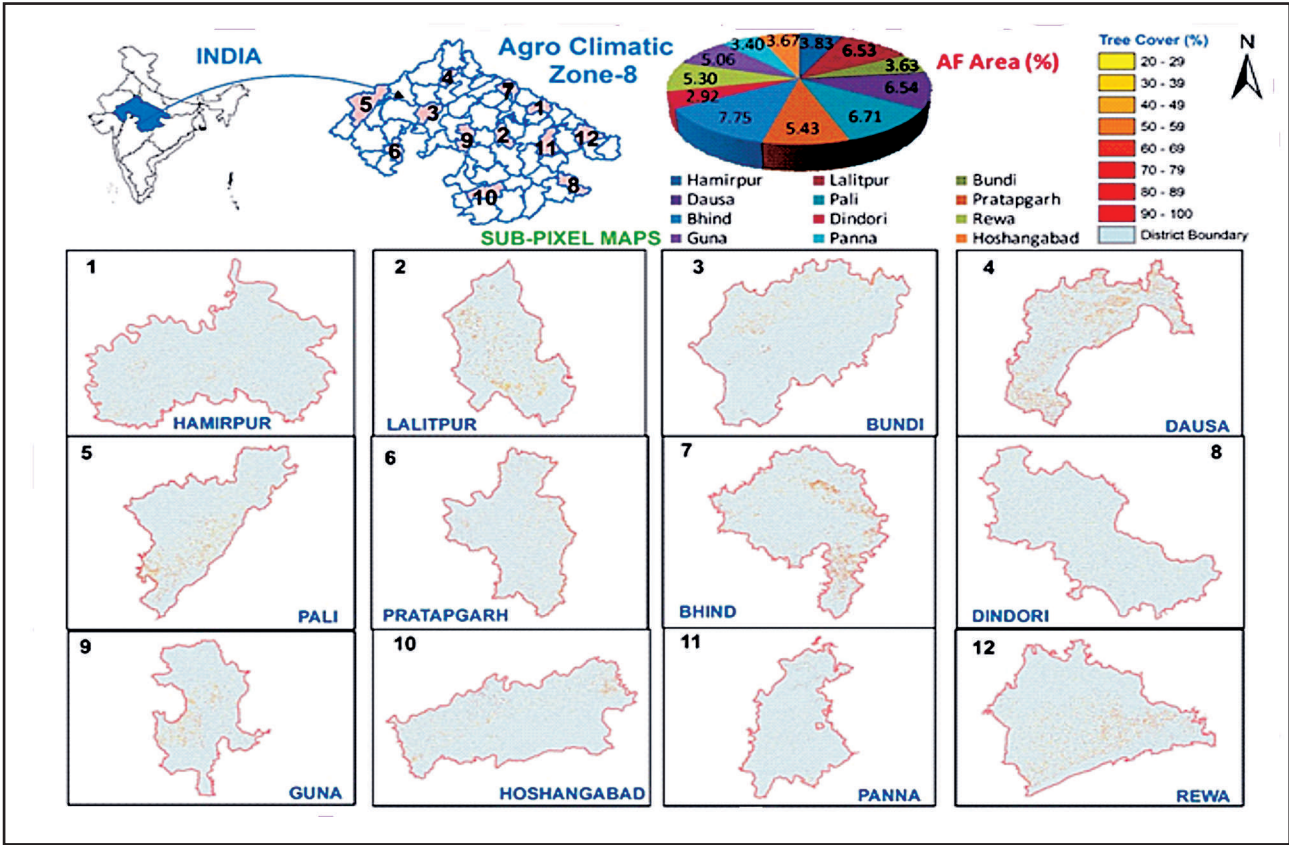 INDIA
Agro Climatic
Zone-8
4
5
7
3
1
9
2
12
6
11
8
10
SUB-PIXEL MAPS
AF Area (%)
3.83
6.53
3.63
6.54
6.71
5.43
7.75
2.92
5.30
5.06
3.40
3.67
Hamirpur
Lalitpur
Bundi
Dausa
Pali
Pratapgarh
Bhind
Dindori
Rewa
Guna
Panna
Hoshangabad
Tree Cover (%)
20 - 29
30 - 39
40 - 49
50 - 59
60 - 69
70 - 79
80 - 89
90 - 100
District Boundary
N
1
HAMIRPUR
2
LALITPUR
3
BUNDI
4
DAUSA
5
PALI
6
PRATAPGARH
7
BHIND
8
DINDORI
9
GUNA
10
HOSHANGABAD
11
PANNA
12
REWA